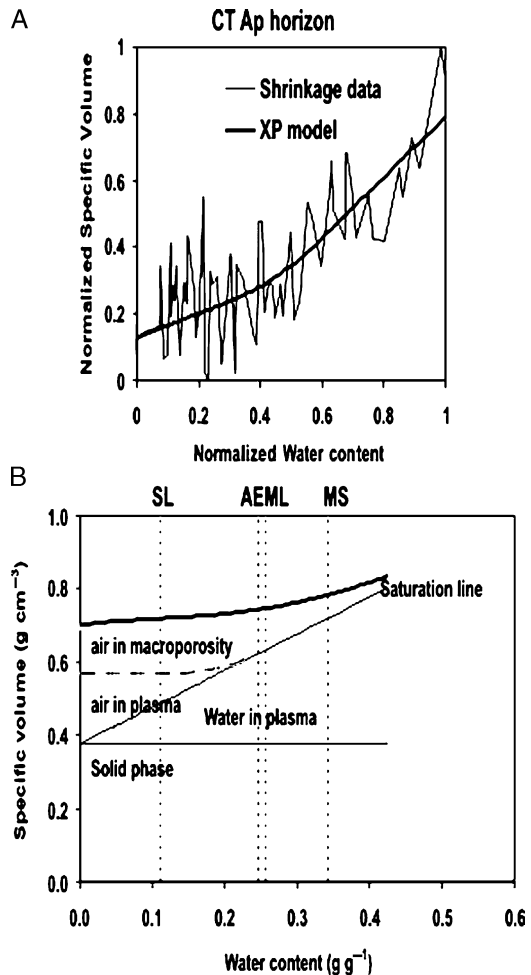 A
CT Ap horizon
Normalized Specific Volume
1
0.8
0.6
0.4
0.2
0
Shrinkage data
XP model
0 0.2 0.4 0.6 0.8 1
Normalized Water content
B
SL AEML MS
Specific volume (g cm⁻³)
1.0
0.8
0.6
0.4
0.2
0.0
Saturation line
air in macroporosity
air in plasma
Water in plasma
Solid phase
0.0 0.1 0.2 0.3 0.4 0.5 0.6
Water content (g g⁻¹)